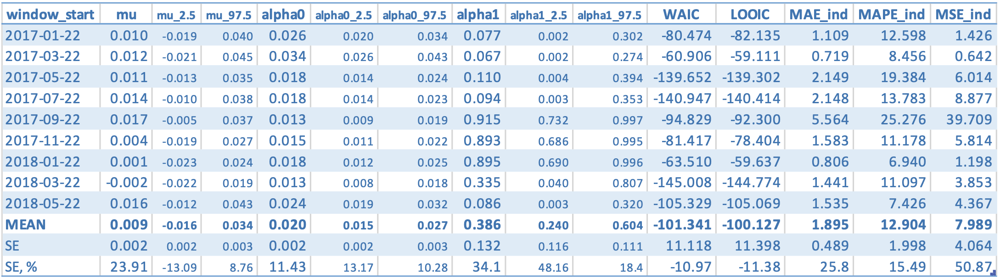 window_start mu mu_2.5 mu_97.5 alpha0 alpha0_2.5 alpha0_97.5 alpha1 alpha1_2.5 alpha1_97.5 WAIC LOOIC MAE_ind MAPE_ind MSE_ind
2017-01-22 0.010 -0.019 0.040 0.026 0.020 0.034 0.077 0.002 0.302 -80.474 -82.135 1.109 12.598 1.426
2017-03-22 0.012 -0.021 0.045 0.034 0.026 0.043 0.067 0.002 0.274 -60.906 -59.111 0.719 8.456 0.642
2017-05-22 0.011 -0.013 0.035 0.018 0.014 0.024 0.110 0.004 0.394 -139.652 -139.302 2.149 19.384 6.014
2017-07-22 0.014 -0.010 0.038 0.018 0.014 0.023 0.094 0.003 0.353 -140.947 -140.414 2.148 13.783 8.877
2017-09-22 0.017 -0.005 0.037 0.013 0.009 0.019 0.915 0.732 0.997 -94.829 -92.300 5.564 25.276 39.709
2017-11-22 0.004 -0.019 0.027 0.015 0.011 0.022 0.893 0.686 0.995 -81.417 -78.404 1.583 11.178 5.814
2018-01-22 0.001 -0.023 0.024 0.018 0.012 0.025 0.895 0.690 0.996 -63.510 -59.637 0.806 6.940 1.198
2018-03-22 -0.002 -0.022 0.019 0.013 0.008 0.018 0.335 0.040 0.807 -145.008 -144.774 1.441 11.097 3.853
2018-05-22 0.016 -0.012 0.043 0.024 0.019 0.032 0.086 0.003 0.320 -105.329 -105.069 1.535 7.426 4.367
MEAN 0.009 -0.016 0.034 0.020 0.015 0.027 0.386 0.240 0.604 -101.341 -100.127 1.895 12.904 7.989
SE 0.002 0.002 0.003 0.002 0.002 0.003 0.132 0.116 0.111 11.118 11.398 0.489 1.998 4.064
SE, % 23.91 -13.09 8.76 11.43 13.17 10.28 34.1 48.16 18.4 -10.97 -11.38 25.8 15.49 50.87